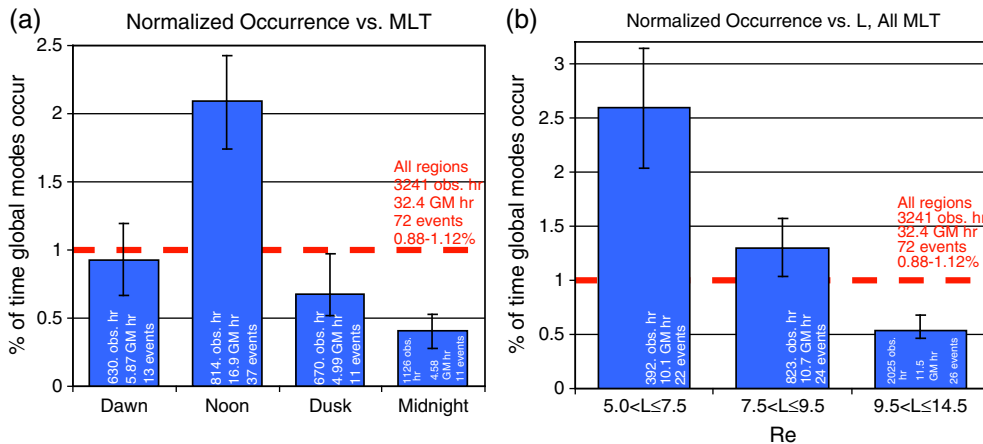 (a)
Normalized Occurrence vs. MLT
% of time global modes occur
2.5
2
1.5
1
0.5
0
All regions
3241 obs. hr
32.4 GM hr
72 events
0.88-1.12%
630. obs. hr
5.87 GM hr
13 events
814. obs. hr
16.9 GM hr
37 events
670. obs. hr
4.99 GM hr
11 events
1126 obs.
hr
4.58
GM hr
11 events
Dawn
Noon
Dusk
Midnight
(b)
Normalized Occurrence vs. L, All MLT
% of time global modes occur
3
2.5
2
1.5
1
0.5
0
All regions
3241 obs. hr
32.4 GM hr
72 events
0.88-1.12%
392. obs. hr
10.1 GM hr
22 events
823. obs. hr
10.7 GM hr
24 events
2025 obs.
hr
11.5
GM hr
26 events
5.0<L≤7.5
7.5<L≤9.5
9.5<L≤14.5
Re